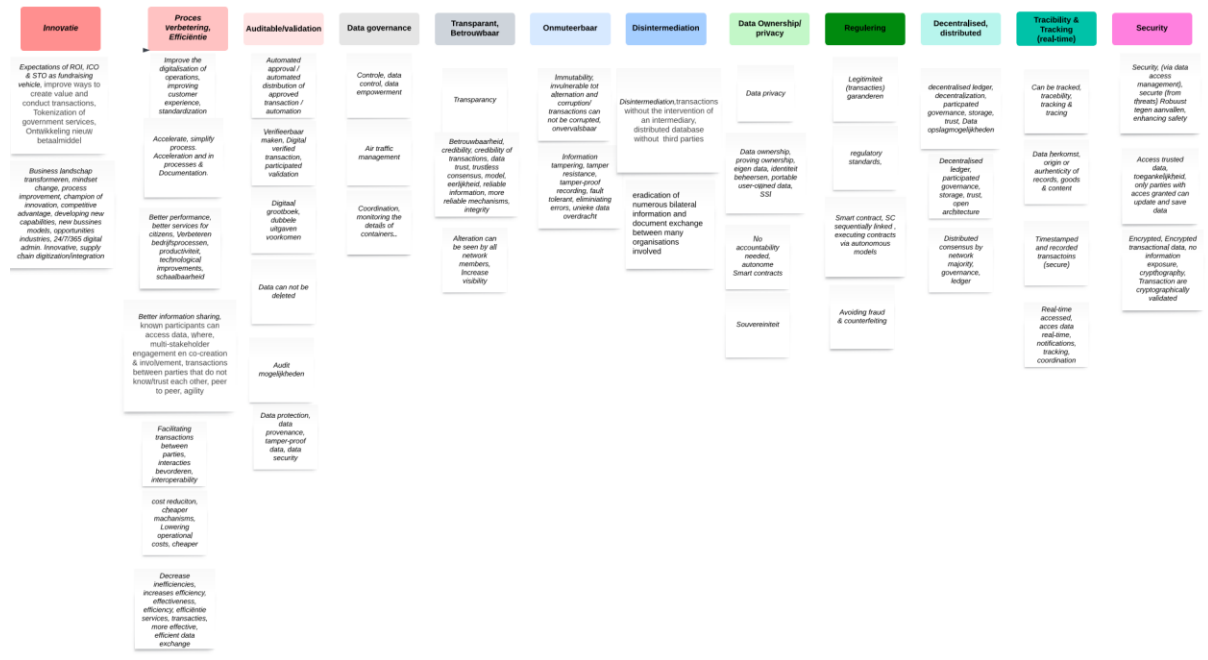 Innovatie
Proces
verbetering,
Efficiëntie
Auditable/validation
Data governance
Transparant,
Betrouwbaar
Onmuteerbaar
Disintermediation
Data Ownership/
privacy
Regulering
Decentralised,
distributed
Tracibility &
Tracking
(real-time)
Security
Expectations of ROI, ICO
& STO as fundraising
vehicle, improve ways to
create value and
conduct transactions,
Tokenization of
government services,
Ontwikkeling nieuw
betaalmiddel
Business landschap
transformeren, mindset
change, process
improvement, champion of
innovation, competitive
advantage, developing new
capabilities, new bussines
models, opportunities
industries, 24/7/365 digital
admin. Innovative, supply
chain digitization/integration
Improve the
digitalisation of
operations,
improving
customer
experience,
standardization
Accelerate, simplify
process.
Acceleration and in
processes &
Documentation.
Better performance,
better services for
citizens, Verbeteren
bedrijfsprocessen,
productiviteit,
technological
improvements,
schaalbaarheid
Better information sharing,
known participants can
access data, where,
multi-stakeholder
engagement en co-creation
& involvement, transactions
between parties that do not
know/trust each other, peer
to peer, agility
Facilitating
transactions
between
parties,
interacties
bevorderen,
interoperability
cost reduciton,
cheaper
machanisms,
Lowering
operational
costs, cheaper
Decrease
inefficiencies,
increases efficiency,
effectiveness,
efficiency, efficiëntie
services, transacties,
more effective,
efficient data
exchange
Automated
approval /
automated
distribution of
approved
transaction /
automation
Verifieerbaar
maken, Digital
verified
transaction,
participated
validation
Digitaal
grootboek,
dubbele
uitgaven
voorkomen
Data can not be
deleted
Audit
mogelijkheden
Data protection,
data
provenance,
tamper-proof
data, data
security
Controle, data
control, data
empowerment
Air traffic
management
Coordination,
monitoring the
details of
containers..
Transparancy
Betrouwbaarheid,
credibility, credibility of
transactions, data
trust, trustless
consensus, model,
eerlijkheid, reliable
information, more
reliable mechanisms,
integrity
Alteration can
be seen by all
network
members,
Increase
visibility
Immutability,
invulnerable tot
alternation and
corruption/
transactions can
not be corrupted,
onvervalsbaar
Information
tampering, tamper
resistance,
tamper-proof
recording, fault
tolerant, eliminiating
errors, unieke data
overdracht
Disintermediation,transactions
without the intervention of
an intermediary,
distributed database
without third parties
eradication of
numerous bilateral
information and
document exchange
between many
organisations
involved
Data privacy
Data ownership,
proving ownership,
eigen data, identiteit
beheersen, portable
user-owned data,
SSI
No
accountability
needed,
autonome
Smart contracts
Souvereiniteit
Legitimiteit
(transacties)
garanderen
regulatory
standards,
Smart contract, SC
sequentially linked ,
executing contracts
via autonomous
models
Avoiding fraud
& counterfeiting
decentralised ledger,
decentralization,
particpated
governance, storage,
trust, Data
opslagmogelijkheden
Decentralised
ledger,
participated
governance,
storage, trust,
open
architecture
Distributed
consensus by
network
majority,
governance,
ledger
Can be tracked,
tracebility,
tracking &
tracing
Data herkomst,
origin or
aurhenticity of
records, goods
& content
Timestamped
and recorded
transactoins
(secure)
Real-time
accessed,
acces data
real-time,
notifications,
tracking,
coordination
Security, (via data
access
management),
securte (from
threats) Robuust
tegen aanvallen,
enhancing safety
Access trusted
data,
toegankelijkheid,
only parties with
acces granted can
update and save
data
Encrypted, Encrypted
transactional data, no
information
exposure,
crypthography,
Transaction are
cryptographically
validated